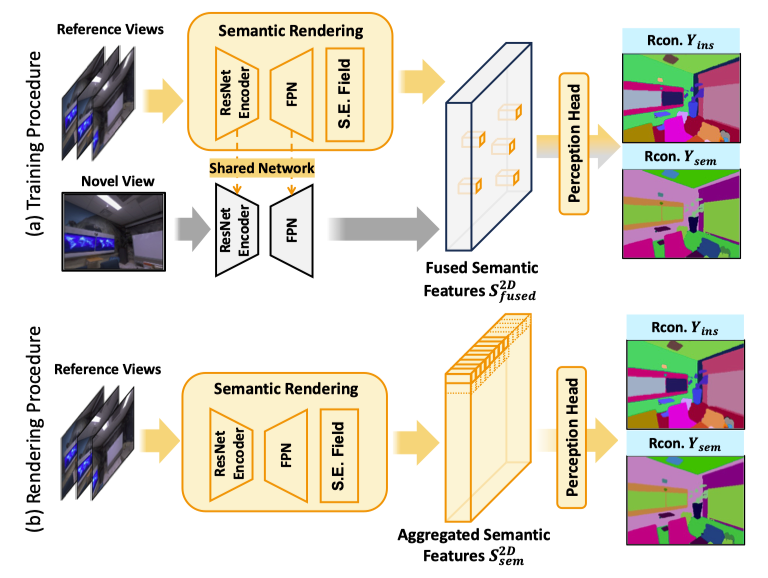 (a) Training Procedure
Reference Views
Semantic Rendering
ResNet
Encoder
FPN
S.E. Field
Shared Network
Novel View
ResNet
Encoder
FPN
Fused Semantic
Features S^{2D}_{fused}
Perception Head
Rcon. Y_{ins}
Rcon. Y_{sem}
(b) Rendering Procedure
Reference Views
Semantic Rendering
ResNet
Encoder
FPN
S.E. Field
Aggregated Semantic
Features S^{2D}_{sem}
Perception Head
Rcon. Y_{ins}
Rcon. Y_{sem}